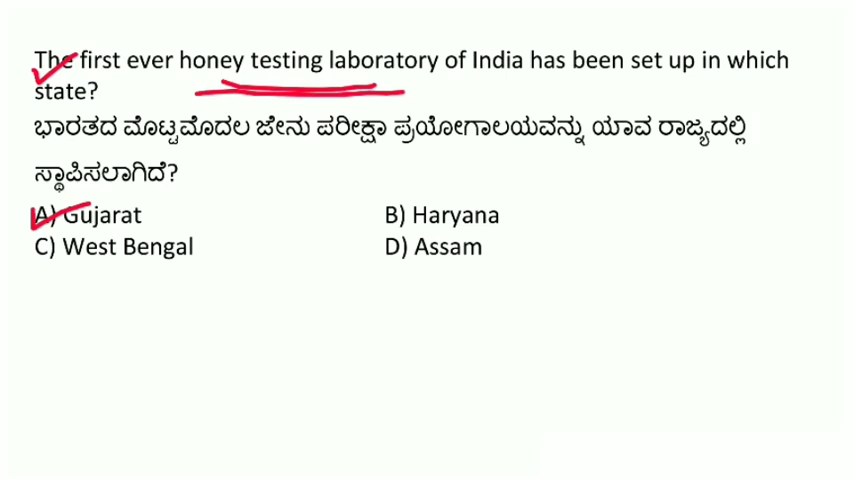 The first ever honey testing laboratory of India has been set up in which
state?
ಭಾರತದ ಮೊಟ್ಟಮೊದಲ ಜೇನು ಪರೀಕ್ಷಾ ಪ್ರಯೋಗಾಲಯವನ್ನು ಯಾವ ರಾಜ್ಯದಲ್ಲಿ
ಸ್ಥಾಪಿಸಲಾಗಿದೆ?
A) Gujarat B) Haryana
C) West Bengal D) Assam